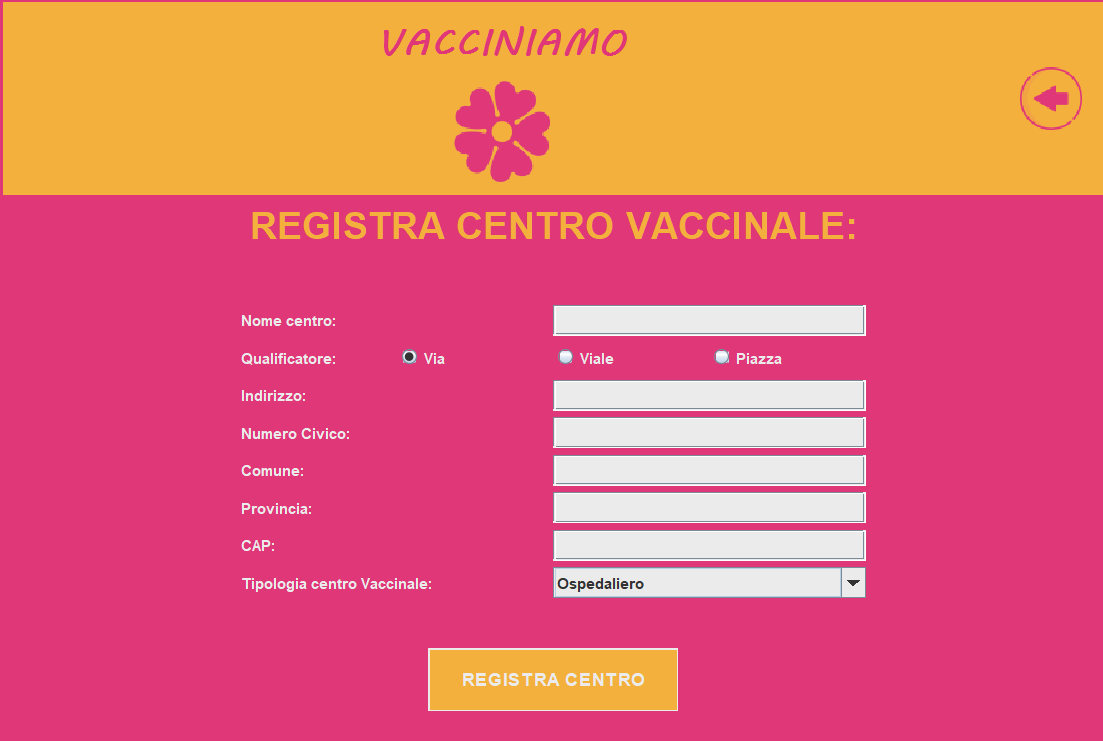 VACCINIAMO
REGISTRA CENTRO VACCINALE:
Nome centro:
Qualificatore: Via Viale Piazza
Indirizzo:
Numero Civico:
Comune:
Provincia:
CAP:
Tipologia centro Vaccinale: Ospedaliero
REGISTRA CENTRO